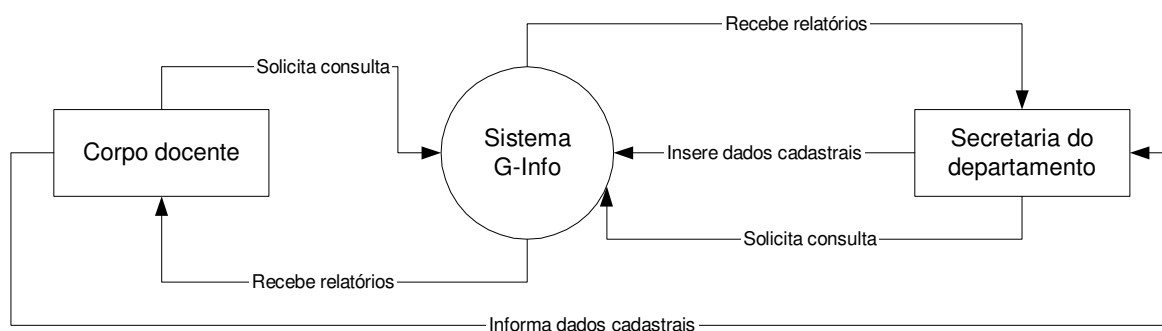 Recebe relatórios
Solicita consulta
Corpo docente
Sistema
G-Info
Insere dados cadastrais
Secretaria do
departamento
Solicita consulta
Recebe relatórios
Informa dados cadastrais